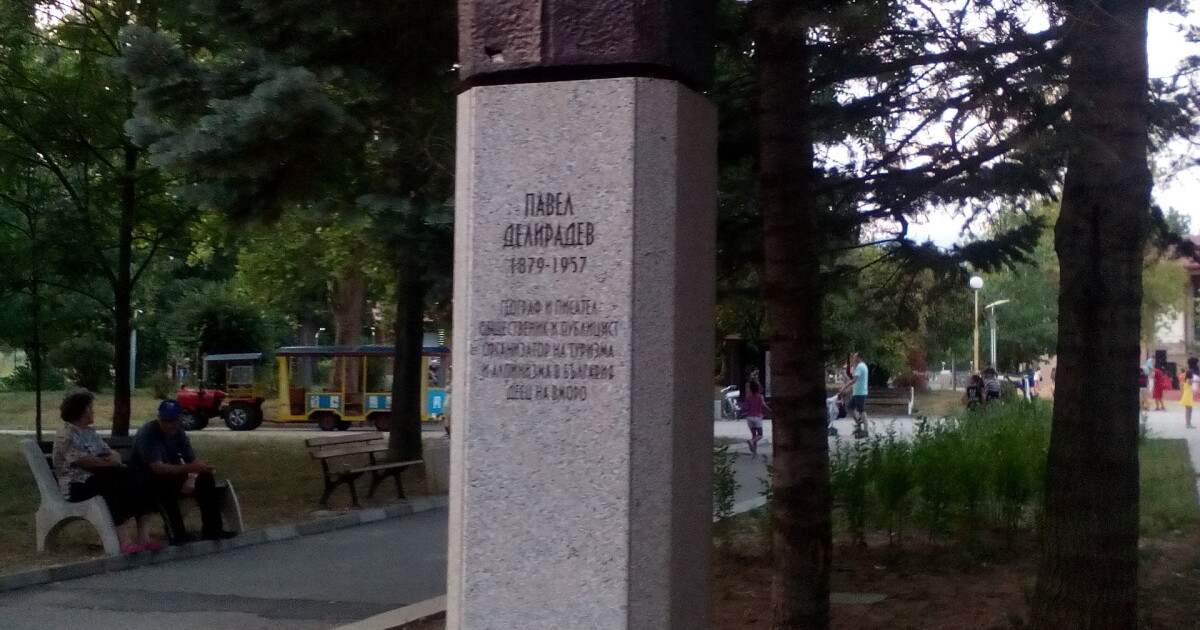 ПАВЕЛ
ДЕЛИРАДЕВ
1879-1957
ГЕОГРАФ И ПИСАТЕЛ
ОБЩЕСТВЕНИК И ПУБЛИЦИСТ
ОРГАНИЗАТОР НА ТУРИЗМА
И АЛПИНИЗМА В БЪЛГАРИЯ
ДЕЕЦ НА ВМОРО